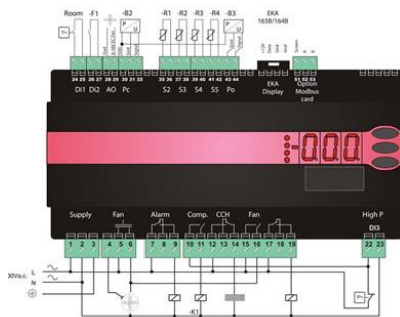 Room -F1 -B2 -R1 -R2 -R3 -R4 -B3 EKA
163B/164B
24 25 26 27 28 29 30 31 32 35 36 37 38 39 40 41 42 43 44 51 52 53
Di1 Di2 AO Pc S2 S3 S4 S5 Po EKA Option
Display Modbus
card
000
Supply Fan Alarm Comp. CCH Fan High P
DI3
1 2 3 4 5 6 7 8 9 10 11 12 13 14 15 16 17 18 19 22 23
L
N
-K1
P>